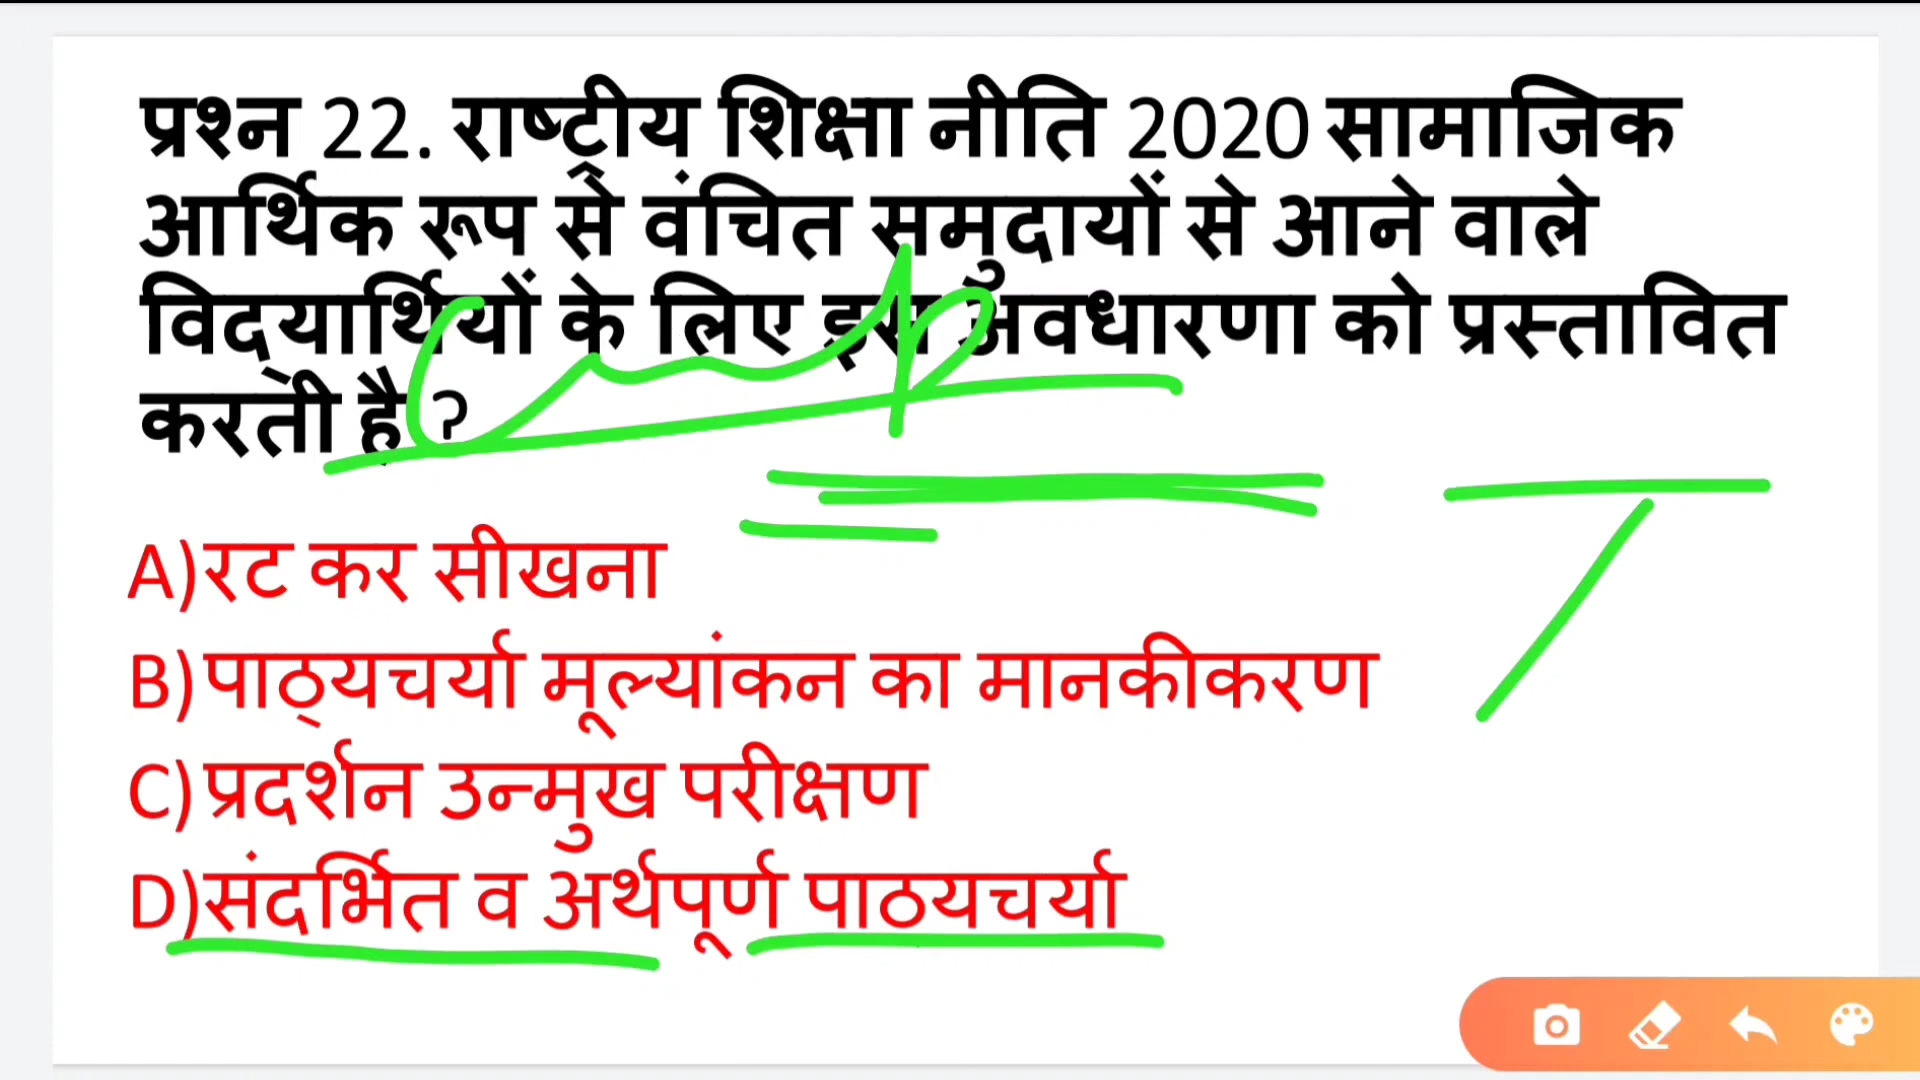 प्रश्न 22. राष्ट्रीय शिक्षा नीति 2020 सामाजिक
आर्थिक रूप से वंचित समुदायों से आने वाले
विद्यार्थियों के लिए इस अवधारणा को प्रस्तावित
करती है ?
A)रट कर सीखना
B)पाठ्यचर्या मूल्यांकन का मानकीकरण
C)प्रदर्शन उन्मुख परीक्षण
D)संदर्भित व अर्थपूर्ण पाठयचर्या